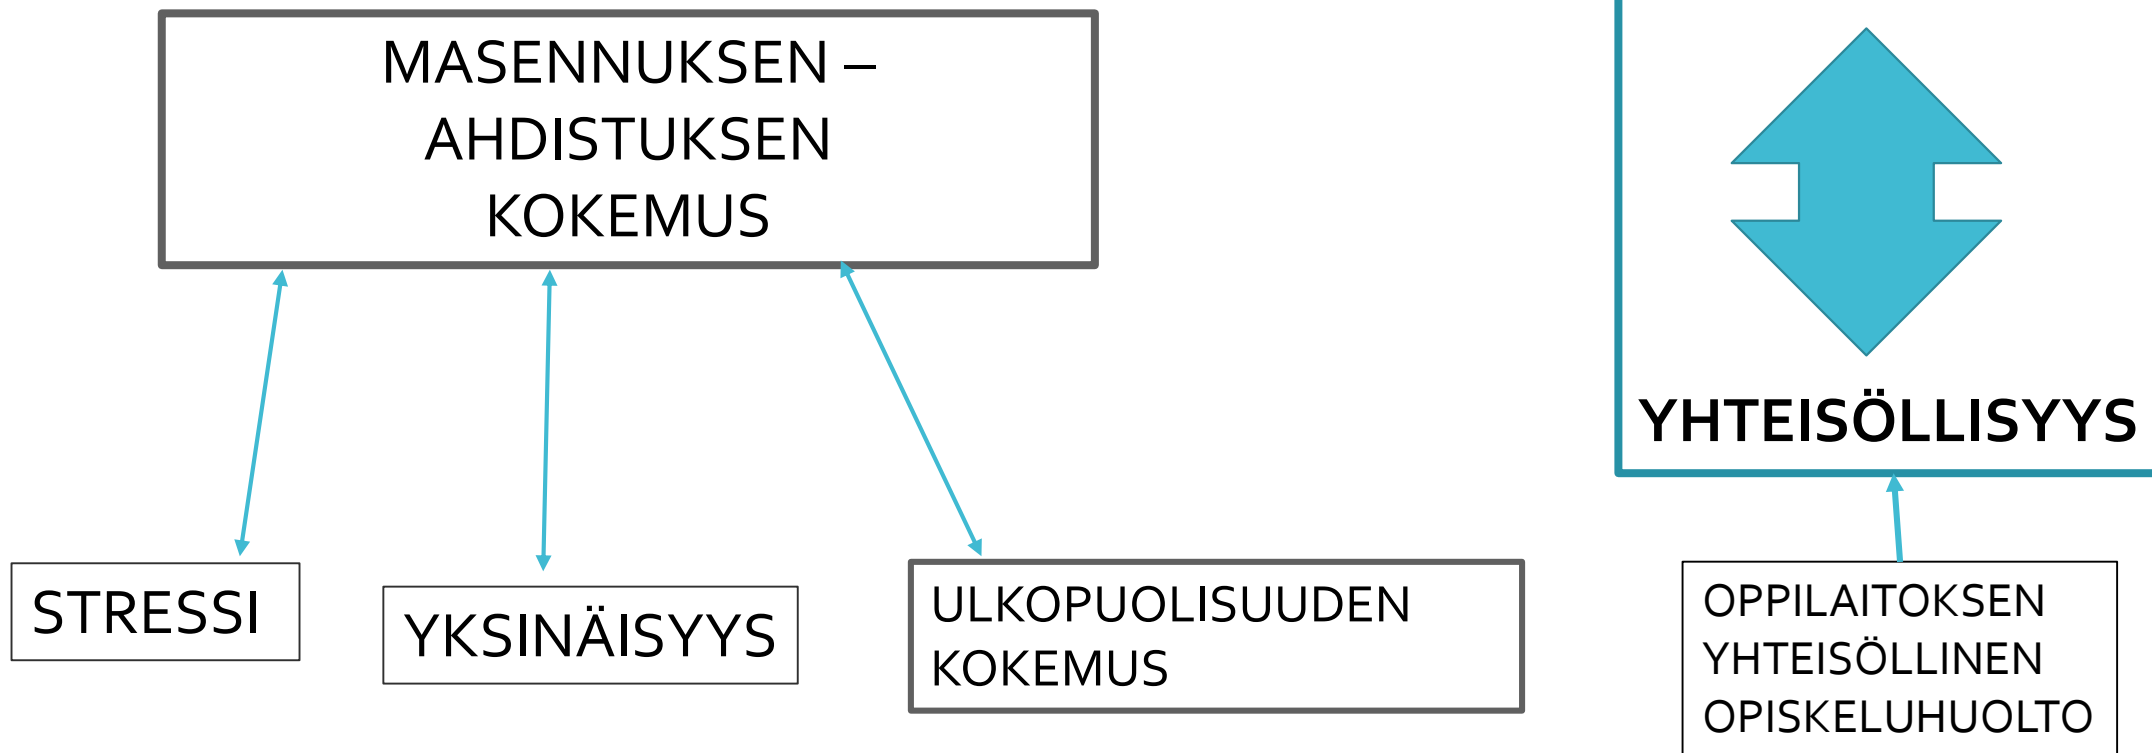 MASENNUKSEN –
AHDISTUKSEN
KOKEMUS
YHTEISÖLLISYYS
STRESSI
YKSINÄISYYS
ULKOPUOLISUUDEN
KOKEMUS
OPPILAITOKSEN
YHTEISÖLLINEN
OPISKELUHUOLTO